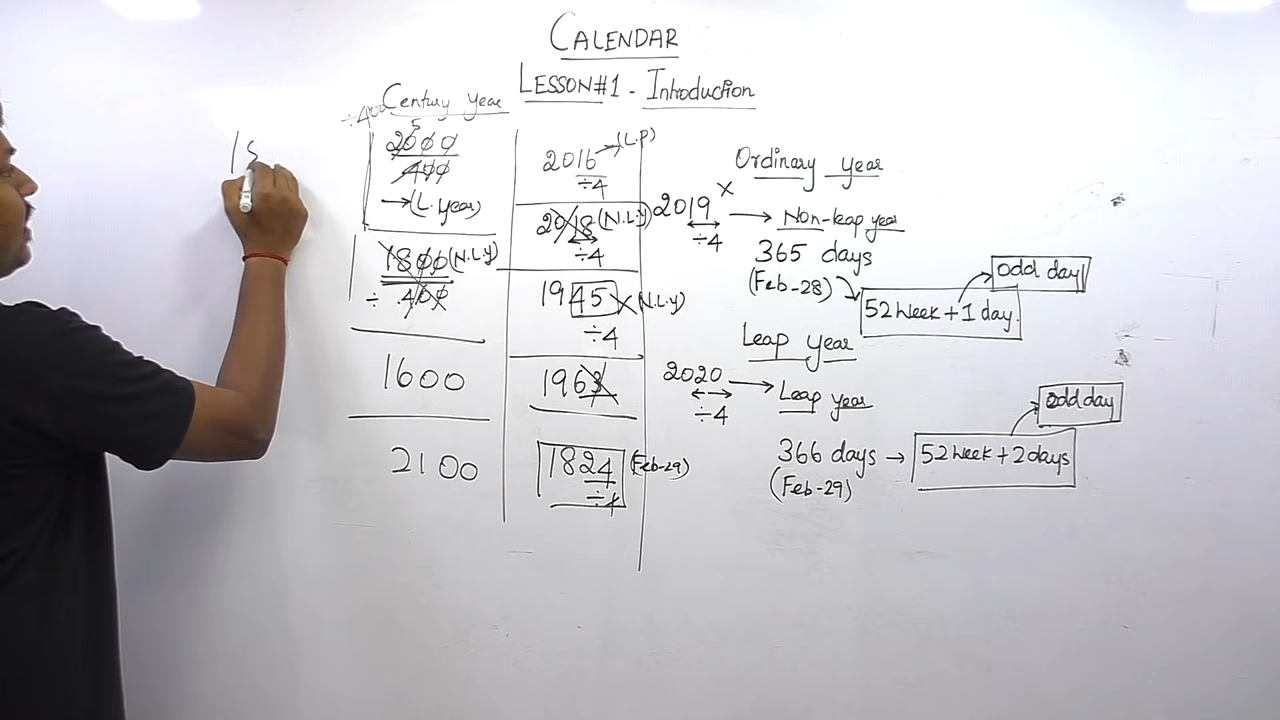 CALENDAR
LESSON#1 - Introduction
÷400 Century year
2000
5
400
→(L.year)
1800 (N.L.Y)
÷ 400
1600
2100
2016 → (L.P)
÷4
2018 (N.L.Y)
÷4
1945 X (N.L.Y)
÷4
1963
1824 (Feb-29)
÷4
Ordinary year
2019 x → Non-leap year
÷4
365 days
(Feb-28)
52 Week + 1 day.
odd day
Leap year
2020 → Leap year
÷4
366 days → 52 Week + 2 days
(Feb-29)
2odd day